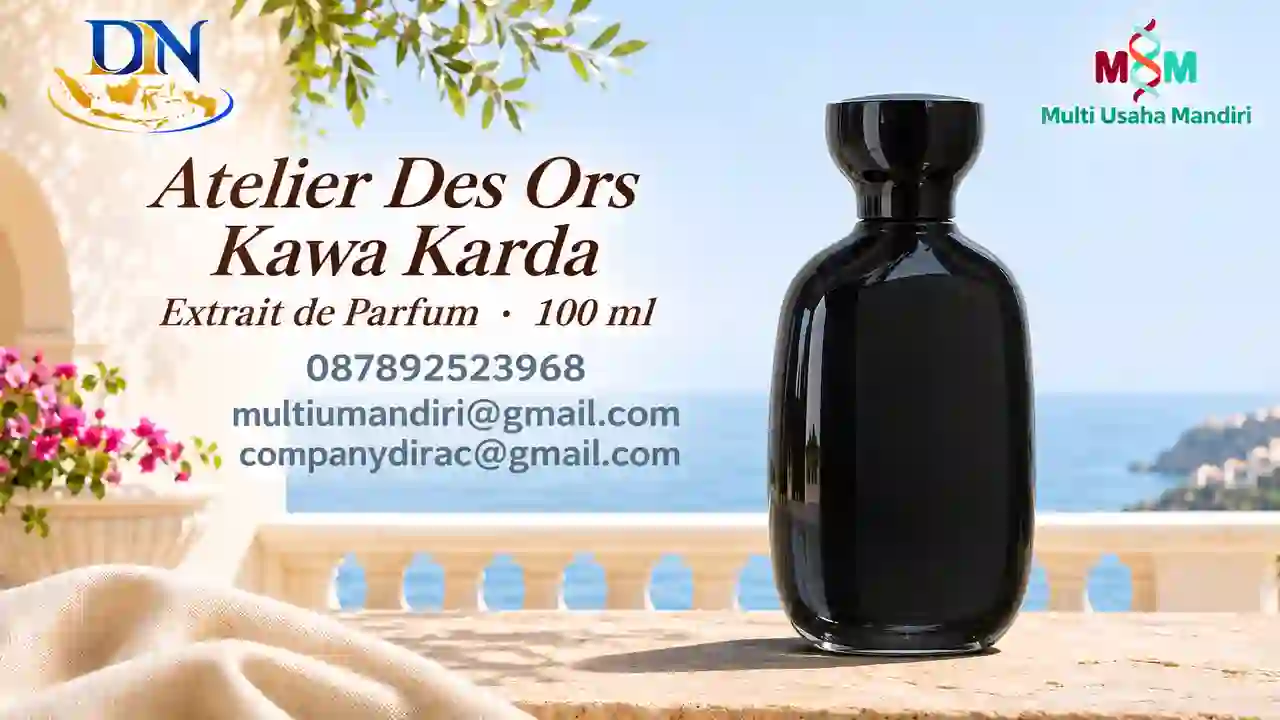 DN
M8M
Multi Usaha Mandiri
Atelier Des Ors
Kawa Karda
Extrait de Parfum · 100 ml
087892523968
multiumandiri@gmail.com
companydirac@gmail.com